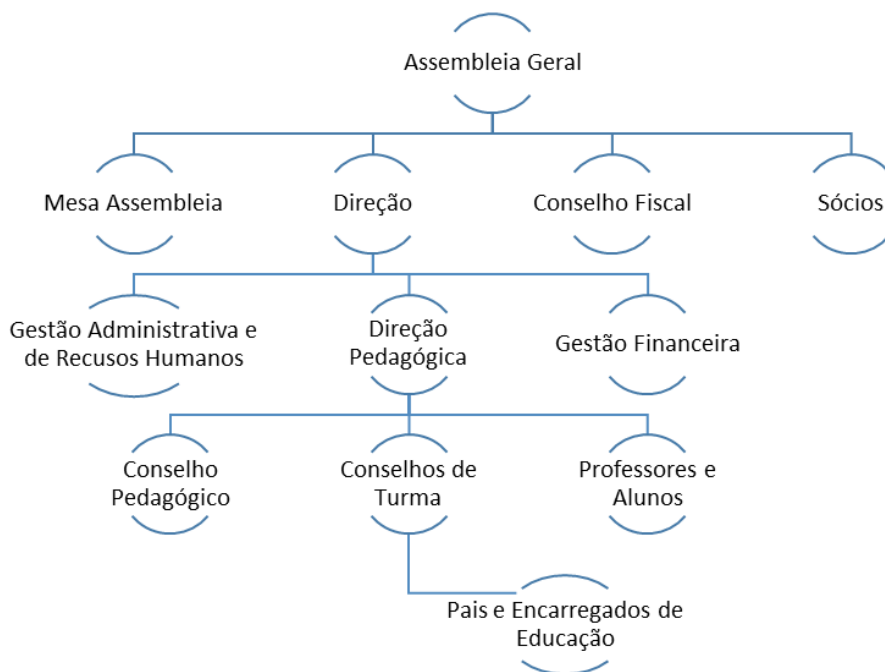 Assembleia Geral
Mesa Assembleia
Direção
Conselho Fiscal
Sócios
Gestão Administrativa e
de Recusos Humanos
Direção
Pedagógica
Gestão Financeira
Conselho
Pedagógico
Conselhos de
Turma
Professores e
Alunos
Pais e Encarregados de
Educação